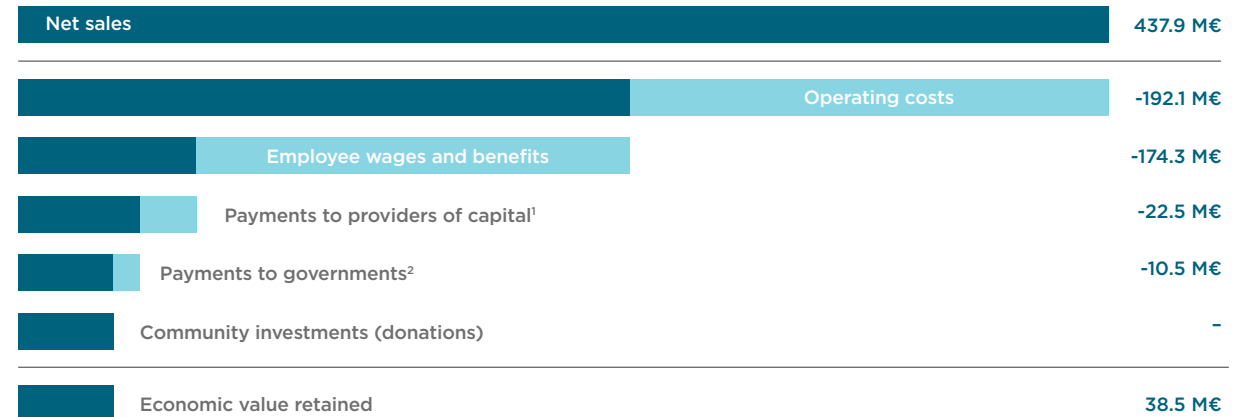 Net sales 437.9 M€
Operating costs -192.1 M€
Employee wages and benefits -174.3 M€
Payments to providers of capital¹ -22.5 M€
Payments to governments² -10.5 M€
Community investments (donations) –
Economic value retained 38.5 M€